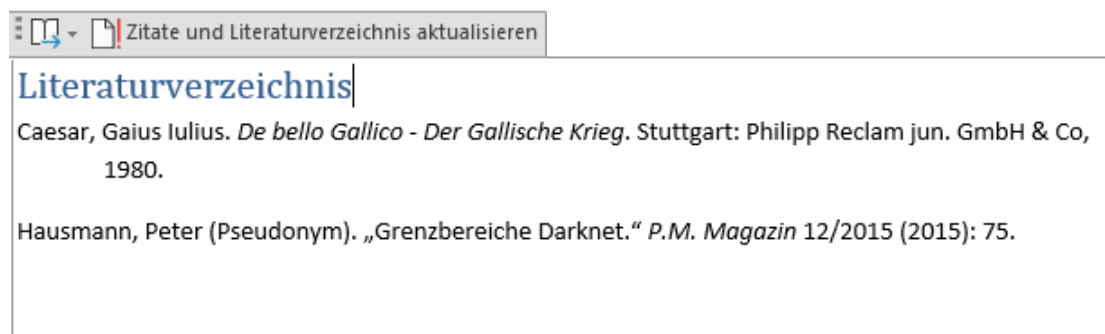 Zitate und Literaturverzeichnis aktualisieren
Literaturverzeichnis
Caesar, Gaius Iulius. De bello Gallico - Der Gallische Krieg. Stuttgart: Philipp Reclam jun. GmbH & Co,
1980.
Hausmann, Peter (Pseudonym). „Grenzbereiche Darknet.“ P.M. Magazin 12/2015 (2015): 75.